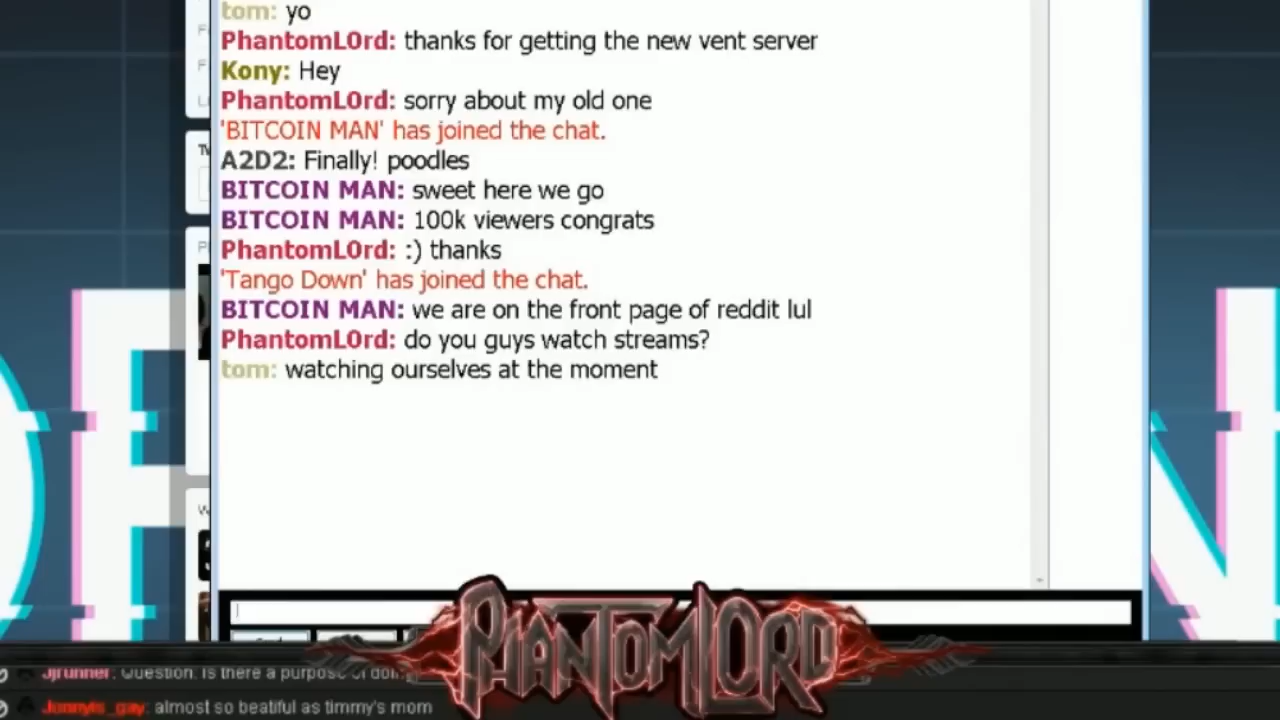 tom: yo
PhantomL0rd: thanks for getting the new vent server
Kony: Hey
PhantomL0rd: sorry about my old one
'BITCOIN MAN' has joined the chat.
A2D2: Finally! poodles
BITCOIN MAN: sweet here we go
BITCOIN MAN: 100k viewers congrats
PhantomL0rd: :) thanks
'Tango Down' has joined the chat.
BITCOIN MAN: we are on the front page of reddit lul
PhantomL0rd: do you guys watch streams?
tom: watching ourselves at the moment
PHANTOMLORD
Jjrunner: Question: Is there a purpose of doi
Jonnyis_gay: almost so beatiful as timmy's mom